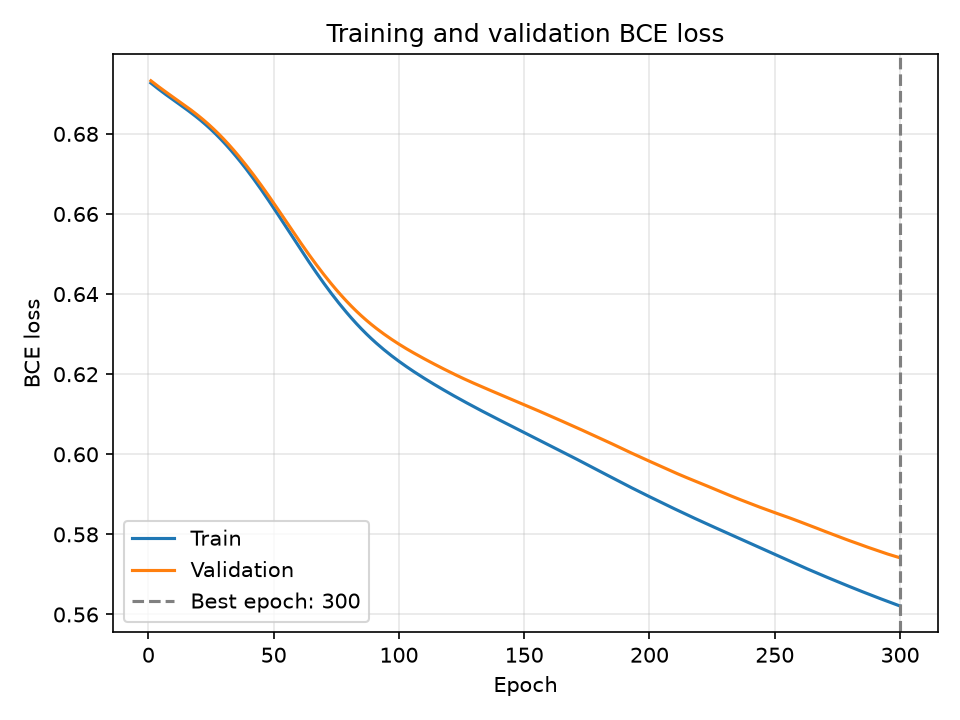 Training and validation BCE loss
BCE loss
0.68
0.66
0.64
0.62
0.60
0.58
0.56
Train
Validation
Best epoch: 300
0
50
100
150
200
250
300
Epoch